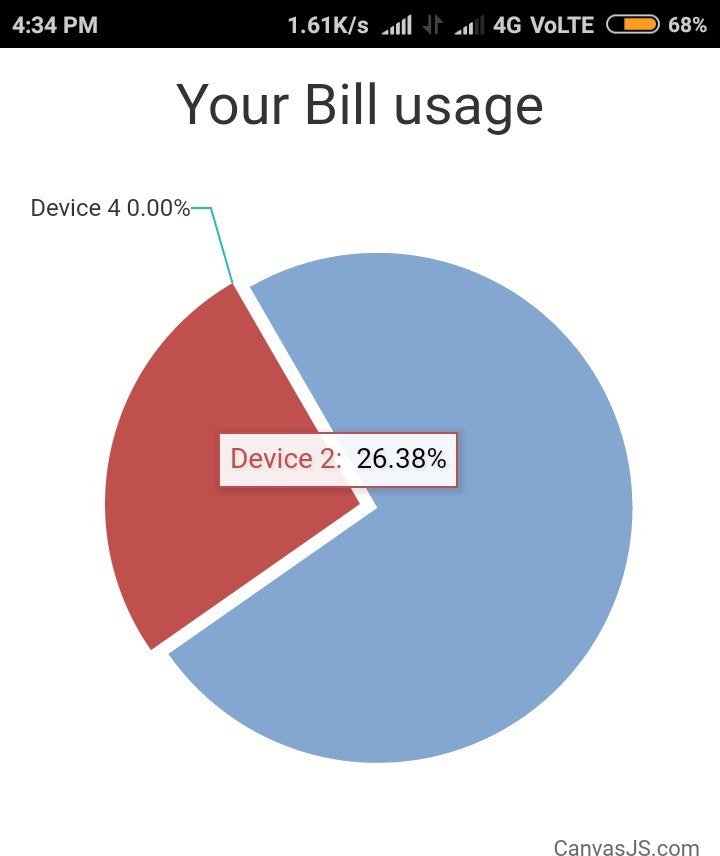 4:34 PM 1.61K/s 4G VoLTE 68%
Your Bill usage
Device 4 0.00%
Device 2: 26.38%
CanvasJS.com